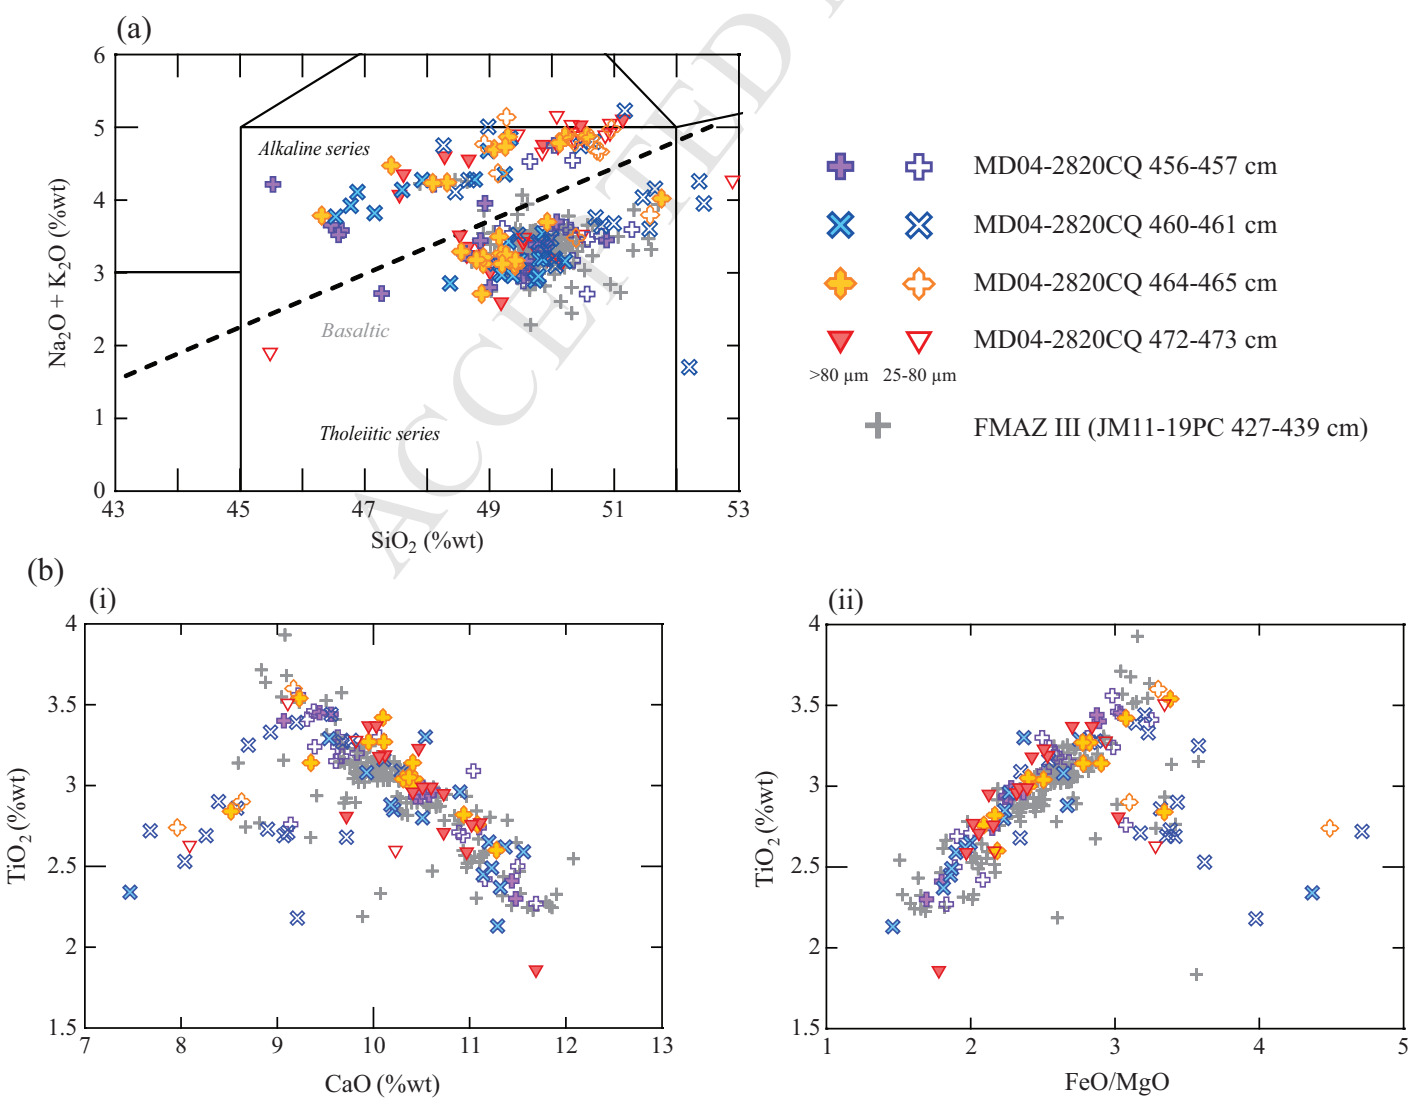 (a)
6
5
4
3
2
1
0
Na₂O + K₂O (%wt)
Alkaline series
Basaltic
Tholeiitic series
43 45 47 49 51 53
SiO₂ (%wt)
ACCEPTED
MD04-2820CQ 456-457 cm
MD04-2820CQ 460-461 cm
MD04-2820CQ 464-465 cm
MD04-2820CQ 472-473 cm
>80 µm 25-80 µm
FMAZ III (JM11-19PC 427-439 cm)
(b)
(i)
4
3.5
3
2.5
2
1.5
TiO₂ (%wt)
7 8 9 10 11 12 13
CaO (%wt)
(ii)
4
3.5
3
2.5
2
1.5
TiO₂ (%wt)
1 2 3 4 5
FeO/MgO